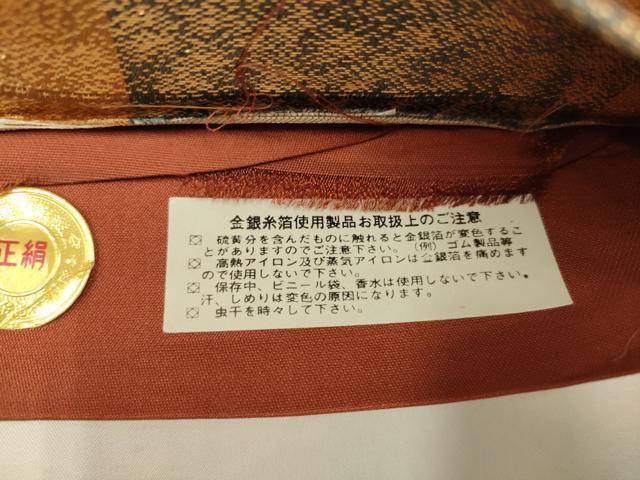 金銀糸箔使用製品お取扱上のご注意
硫黄分を含んだものに触れると金銀箔が変色するこ
とがありますのでご注意下さい。(例)ゴム製品等
高熱アイロン及び蒸気アイロンは金銀箔を痛めます
ので使用しないで下さい。
保存中、ビニール袋、香水は使用しないで下さい。
汗、しめりは変色の原因になります。
虫干を時々して下さい。
正絹